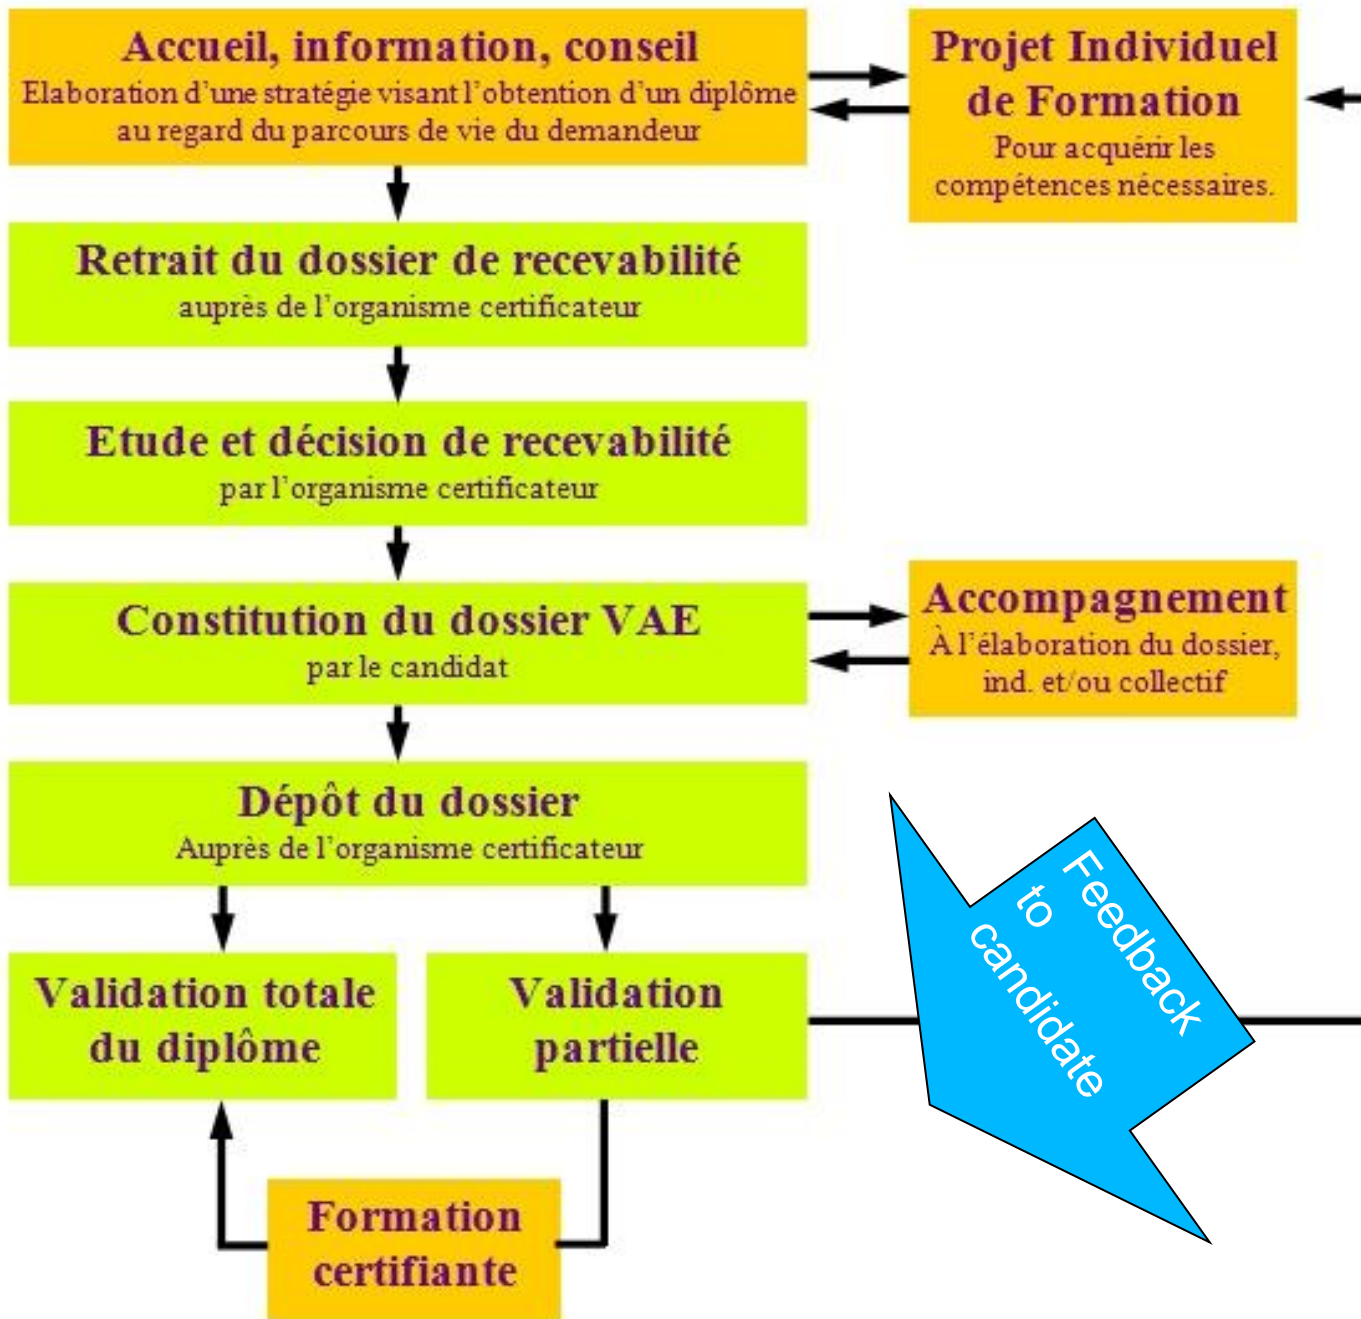 Accueil, information, conseil
Elaboration d'une stratégie visant l'obtention d'un diplôme
au regard du parcours de vie du demandeur
Projet Individuel
de Formation
Pour acquérir les
compétences nécessaires.
Retrait du dossier de recevabilité
auprès de l'organisme certificateur
Etude et décision de recevabilité
par l'organisme certificateur
Constitution du dossier VAE
par le candidat
Accompagnement
À l'élaboration du dossier,
ind. et/ou collectif
Dépôt du dossier
Auprès de l'organisme certificateur
Feedback
to
candidate
Validation totale
du diplôme
Validation
partielle
Formation
certifiante